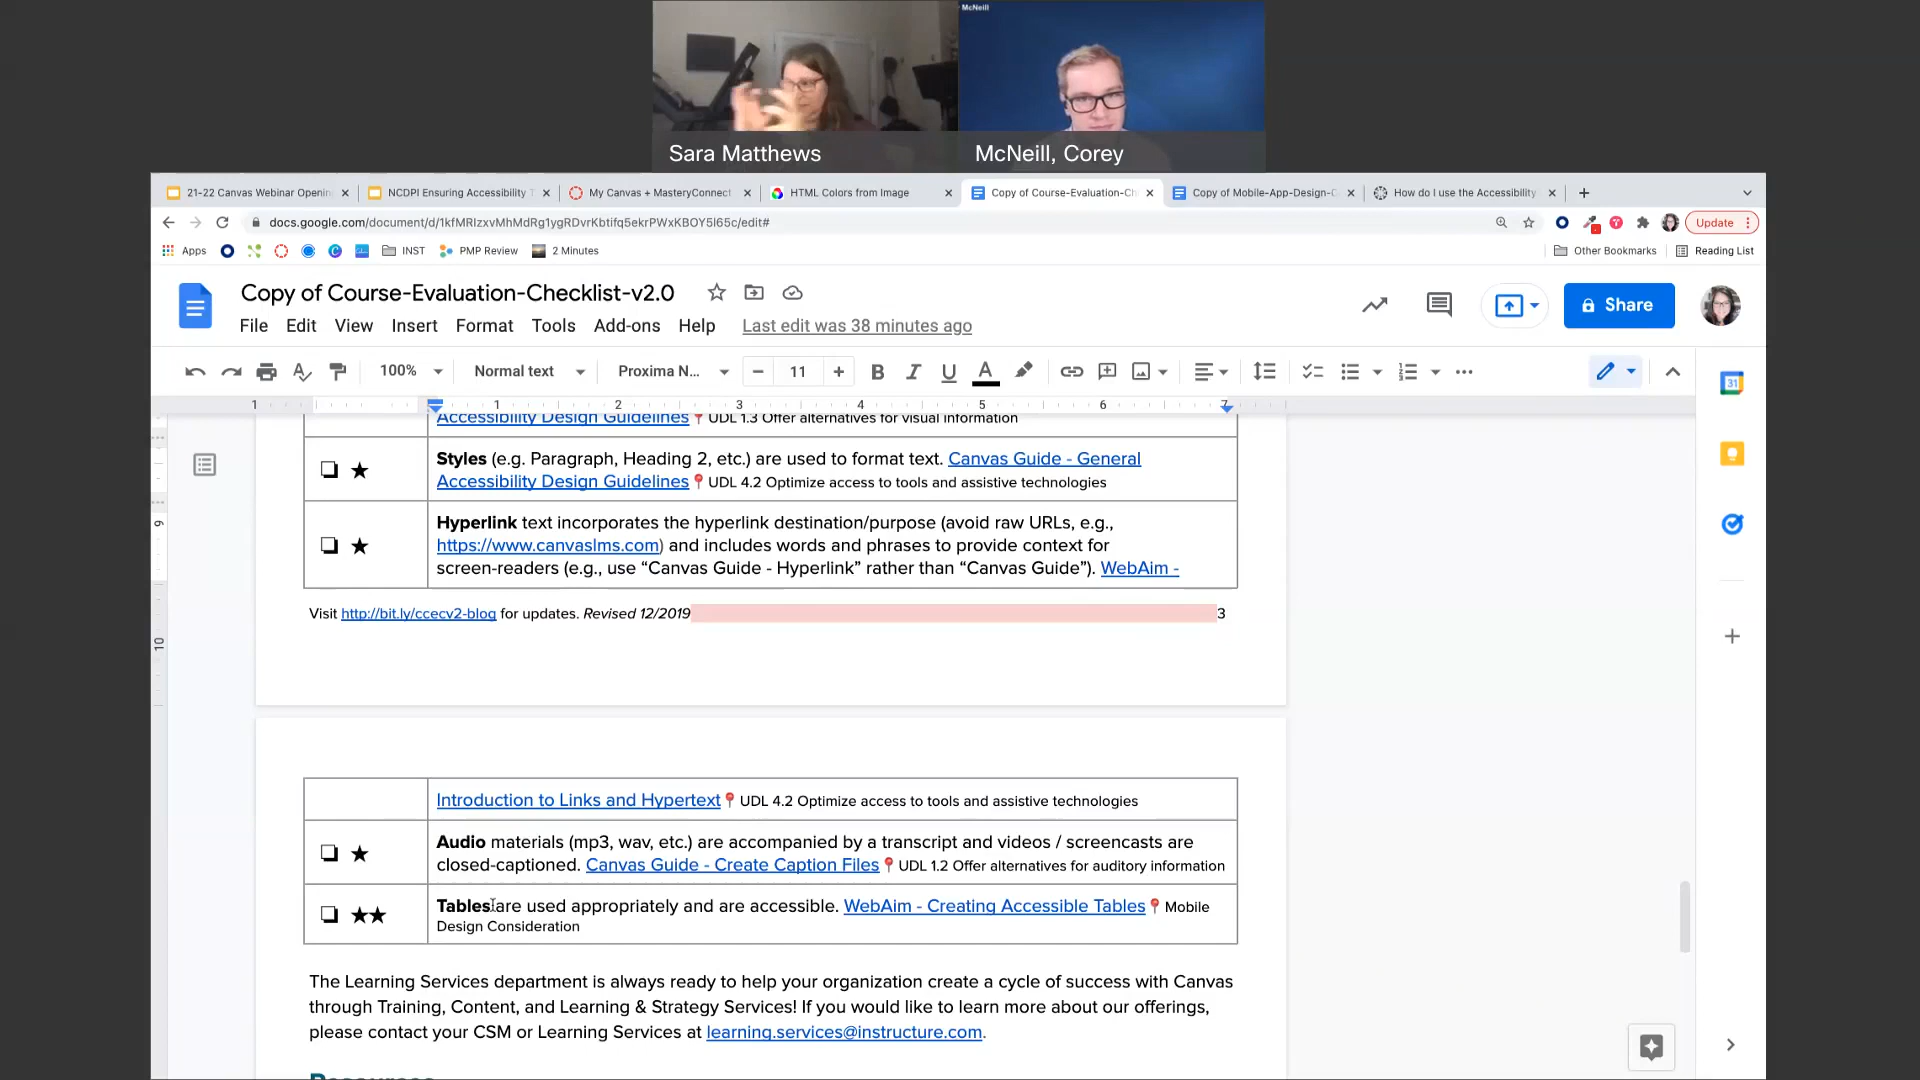 McNeill
Sara Matthews
McNeill, Corey
21-22 Canvas Webinar Openin
NCDPI Ensuring Accessibility T
My Canvas + MasteryConnect
HTML Colors from Image
Copy of Course-Evaluation-Ch
Copy of Mobile-App-Design-C
How do I use the Accessibility
docs.google.com/document/d/1kfMRIzxvMhMdRg1ygRDvrKbtifq5ekrPWxKBOY5I65c/edit#
Update
Apps
INST
PMP Review
2 Minutes
Other Bookmarks
Reading List
Copy of Course-Evaluation-Checklist-v2.0
Share
File Edit View Insert Format Tools Add-ons Help Last edit was 38 minutes ago
100% Normal text Proxima N... 11
1 1 2 3 4 5 6 7
31
Accessibility Design Guidelines📍UDL 1.3 Offer alternatives for visual information
❏ ★ Styles (e.g. Paragraph, Heading 2, etc.) are used to format text. Canvas Guide - General
Accessibility Design Guidelines📍UDL 4.2 Optimize access to tools and assistive technologies
9
❏ ★ Hyperlink text incorporates the hyperlink destination/purpose (avoid raw URLs, e.g.,
https://www.canvaslms.com) and includes words and phrases to provide context for
screen-readers (e.g., use “Canvas Guide - Hyperlink” rather than “Canvas Guide”). WebAim -
Visit http://bit.ly/ccecv2-blog for updates. Revised 12/2019 3
10
Introduction to Links and Hypertext📍UDL 4.2 Optimize access to tools and assistive technologies
❏ ★ Audio materials (mp3, wav, etc.) are accompanied by a transcript and videos / screencasts are
closed-captioned. Canvas Guide - Create Caption Files📍UDL 1.2 Offer alternatives for auditory information
❏ ★★ Tables are used appropriately and are accessible. WebAim - Creating Accessible Tables📍Mobile
Design Consideration
The Learning Services department is always ready to help your organization create a cycle of success with Canvas
through Training, Content, and Learning & Strategy Services! If you would like to learn more about our offerings,
please contact your CSM or Learning Services at learning.services@instructure.com.